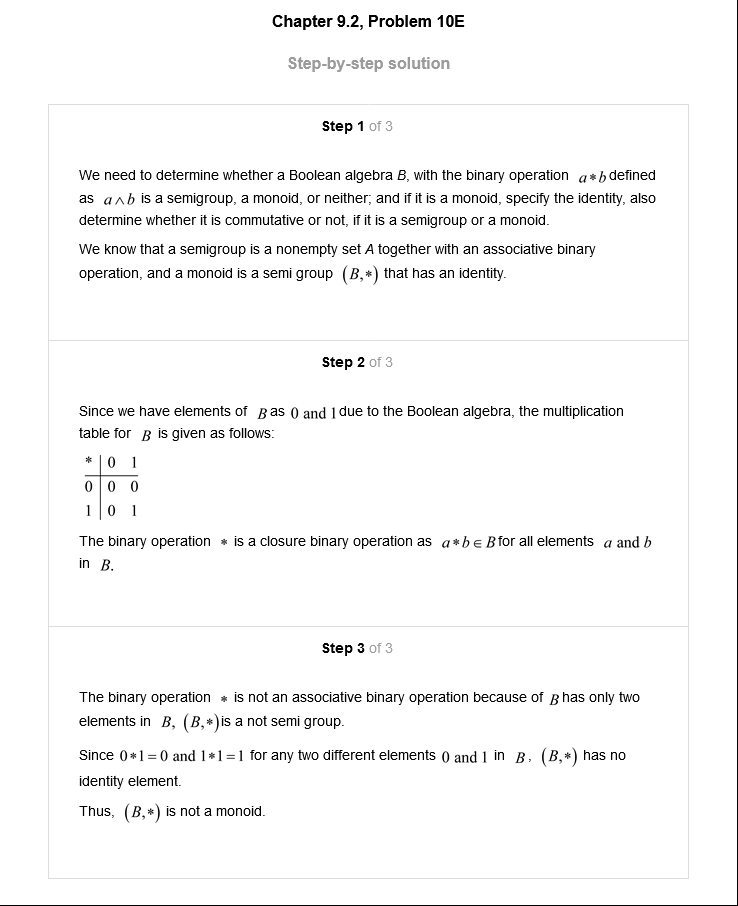 Chapter 9.2, Problem 10E
Step-by-step solution
Step 1 of 3
We need to determine whether a Boolean algebra B, with the binary operation a∗b defined
as a∧b is a semigroup, a monoid, or neither; and if it is a monoid, specify the identity, also
determine whether it is commutative or not, if it is a semigroup or a monoid.
We know that a semigroup is a nonempty set A together with an associative binary
operation, and a monoid is a semi group (B,∗) that has an identity.
Step 2 of 3
Since we have elements of B as 0 and 1 due to the Boolean algebra, the multiplication
table for B is given as follows:
∗ 0 1
0 0 0
1 0 1
The binary operation ∗ is a closure binary operation as a∗b∈B for all elements a and b
in B.
Step 3 of 3
The binary operation ∗ is not an associative binary operation because of B has only two
elements in B, (B,∗) is a not semi group.
Since 0∗1=0 and 1∗1=1 for any two different elements 0 and 1 in B, (B,∗) has no
identity element.
Thus, (B,∗) is not a monoid.